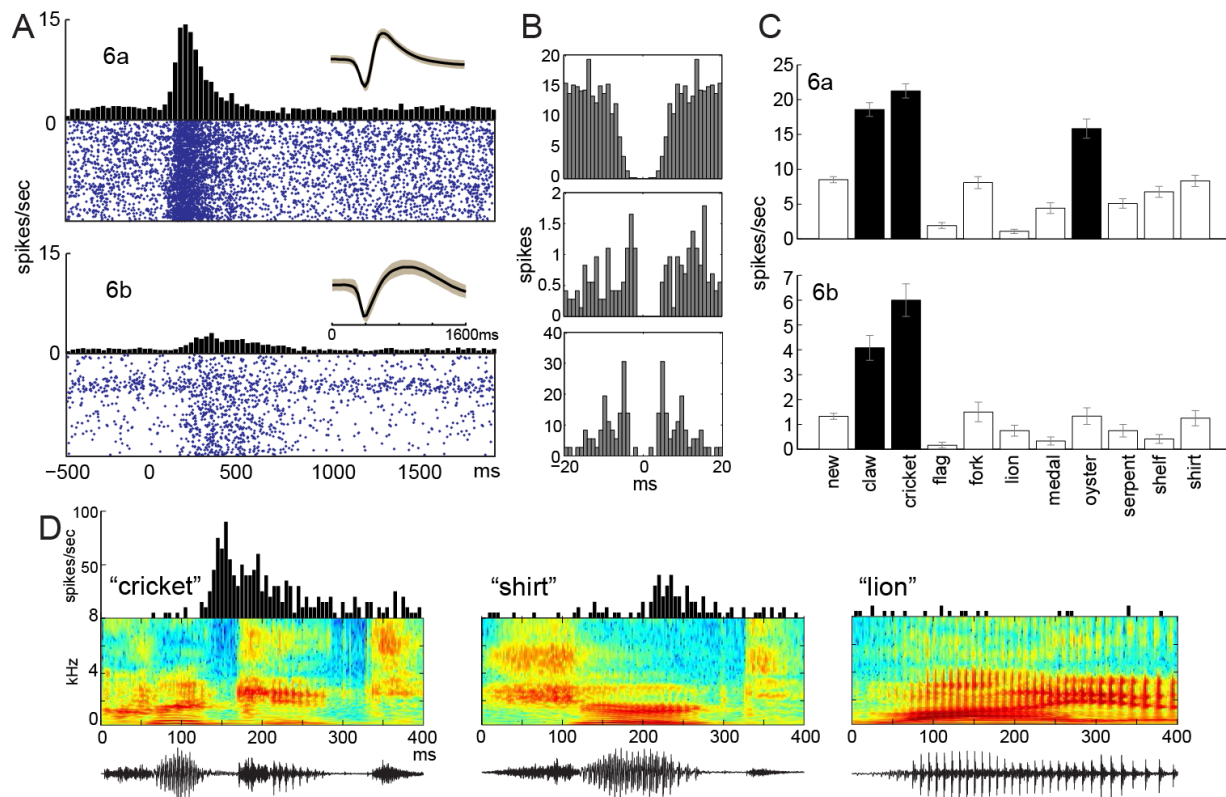 A
15
6a
0
spikes/sec
15
6b
0
1600ms
0
−500
0
500
1000
1500
ms
B
20
15
10
5
0
2
1.5
1
0.5
0
40
30
20
10
0
−20
0
20
spikes
ms
C
6a
25
20
15
10
5
0
spikes/sec
7
6b
6
5
4
3
2
1
0
new
claw
cricket
flag
fork
lion
medal
oyster
serpent
shelf
shirt
D
100
50
spikes/sec
“cricket”
“shirt”
“lion”
8
4
0
kHz
0
100
200
300
400
ms
0
100
200
300
400
0
100
200
300
400